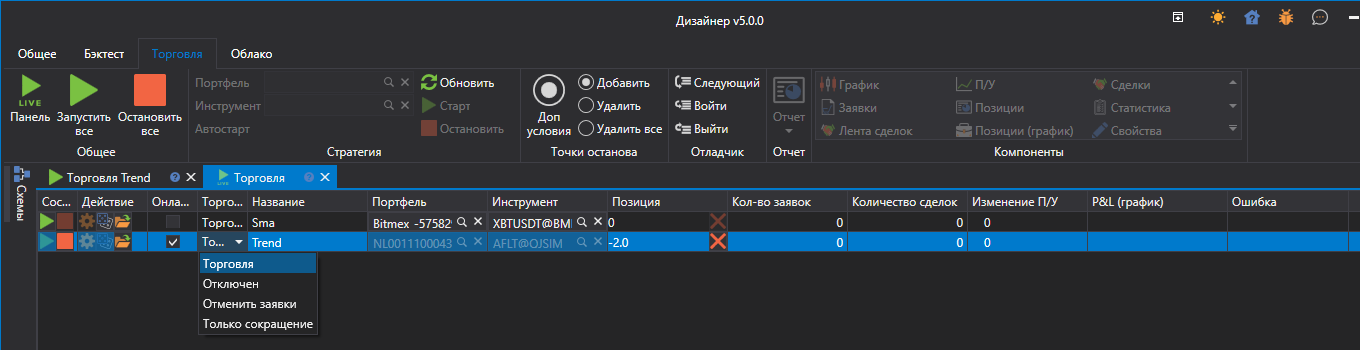 Дизайнер v5.0.0
Общее Бэктест Торговля Облако
Портфель Обновить Добавить Следующий График П/У Сделки
LIVE Инструмент Старт Удалить Войти Заявки Позиции Статистика
Панель Запустить все Остановить все Автостарт Остановить Доп условия Удалить все Выйти Отчет Лента сделок Позиции (график) Свойства
Общее Стратегия Точки останова Отладчик Отчет Компоненты
Схемы
Торговля Trend LIVE Торговля
Сос... Действие Онла... Торго... Название Портфель Инструмент Позиция Кол-во заявок Количество сделок Изменение П/У P&L (график) Ошибка
Торго... Sma Bitmex -5758 XBTUSDT@BM 0 0 0 0
То... Trend NL0011100043 AFLT@QJSIM -2.0 0 0 0
Торговля
Отключен
Отменить заявки
Только сокращение